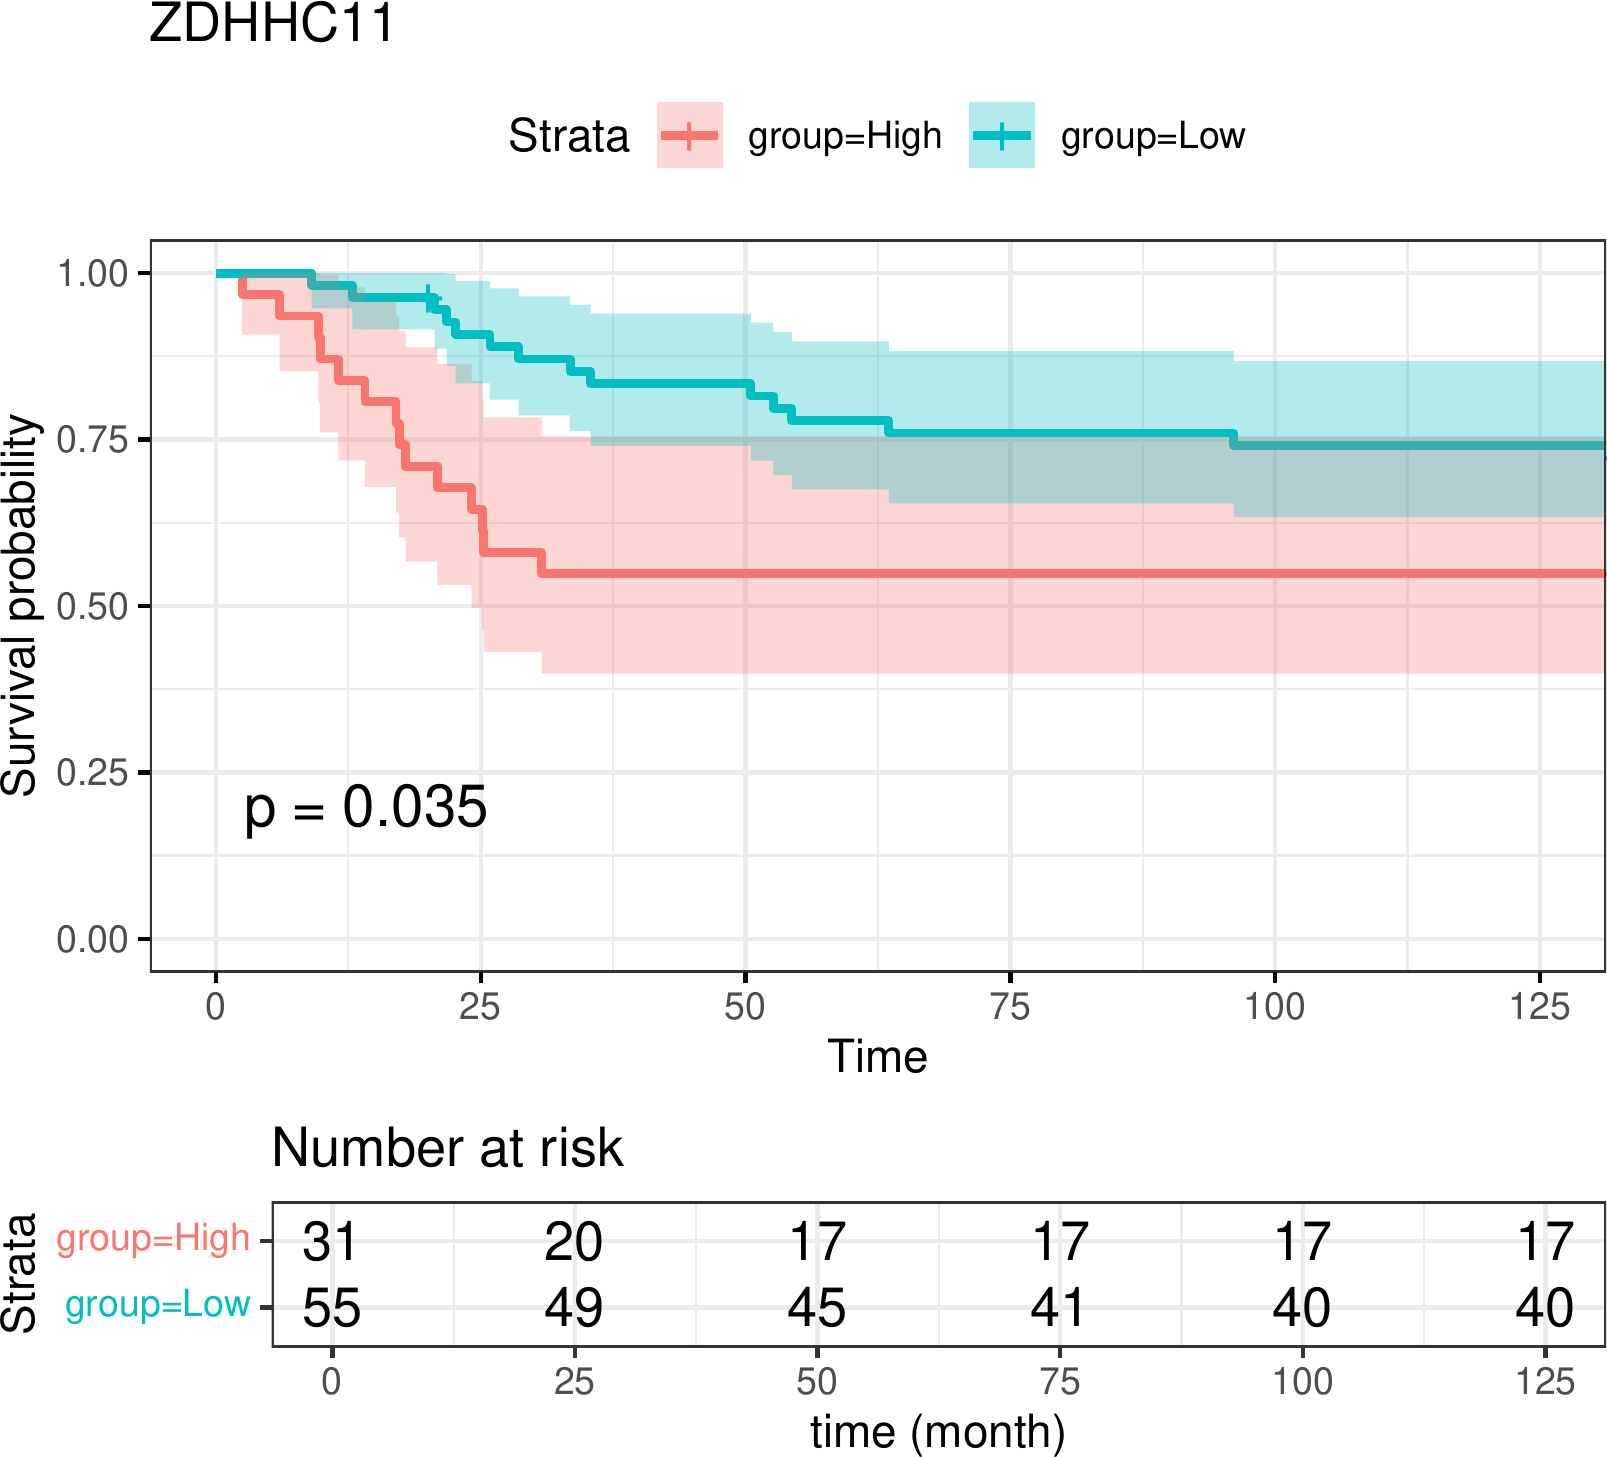 ZDHHC11
Strata group=High group=Low
Survival probability
1.00
0.75
0.50
0.25
0.00
p = 0.035
0 25 50 75 100 125
Time
Number at risk
Strata
group=High 31 20 17 17 17 17
group=Low 55 49 45 41 40 40
0 25 50 75 100 125
time (month)